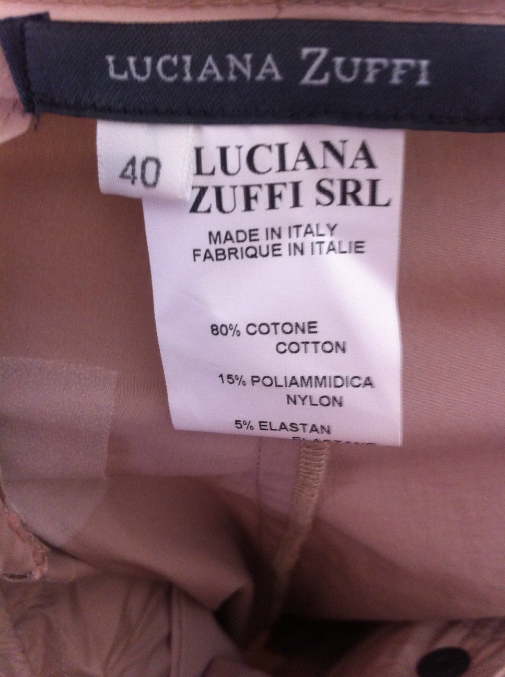 LUCIANA ZUFFI
40
LUCIANA
ZUFFI SRL
MADE IN ITALY
FABRIQUE IN ITALIE
80% COTONE
COTTON
15% POLIAMMIDICA
NYLON
5% ELASTAN